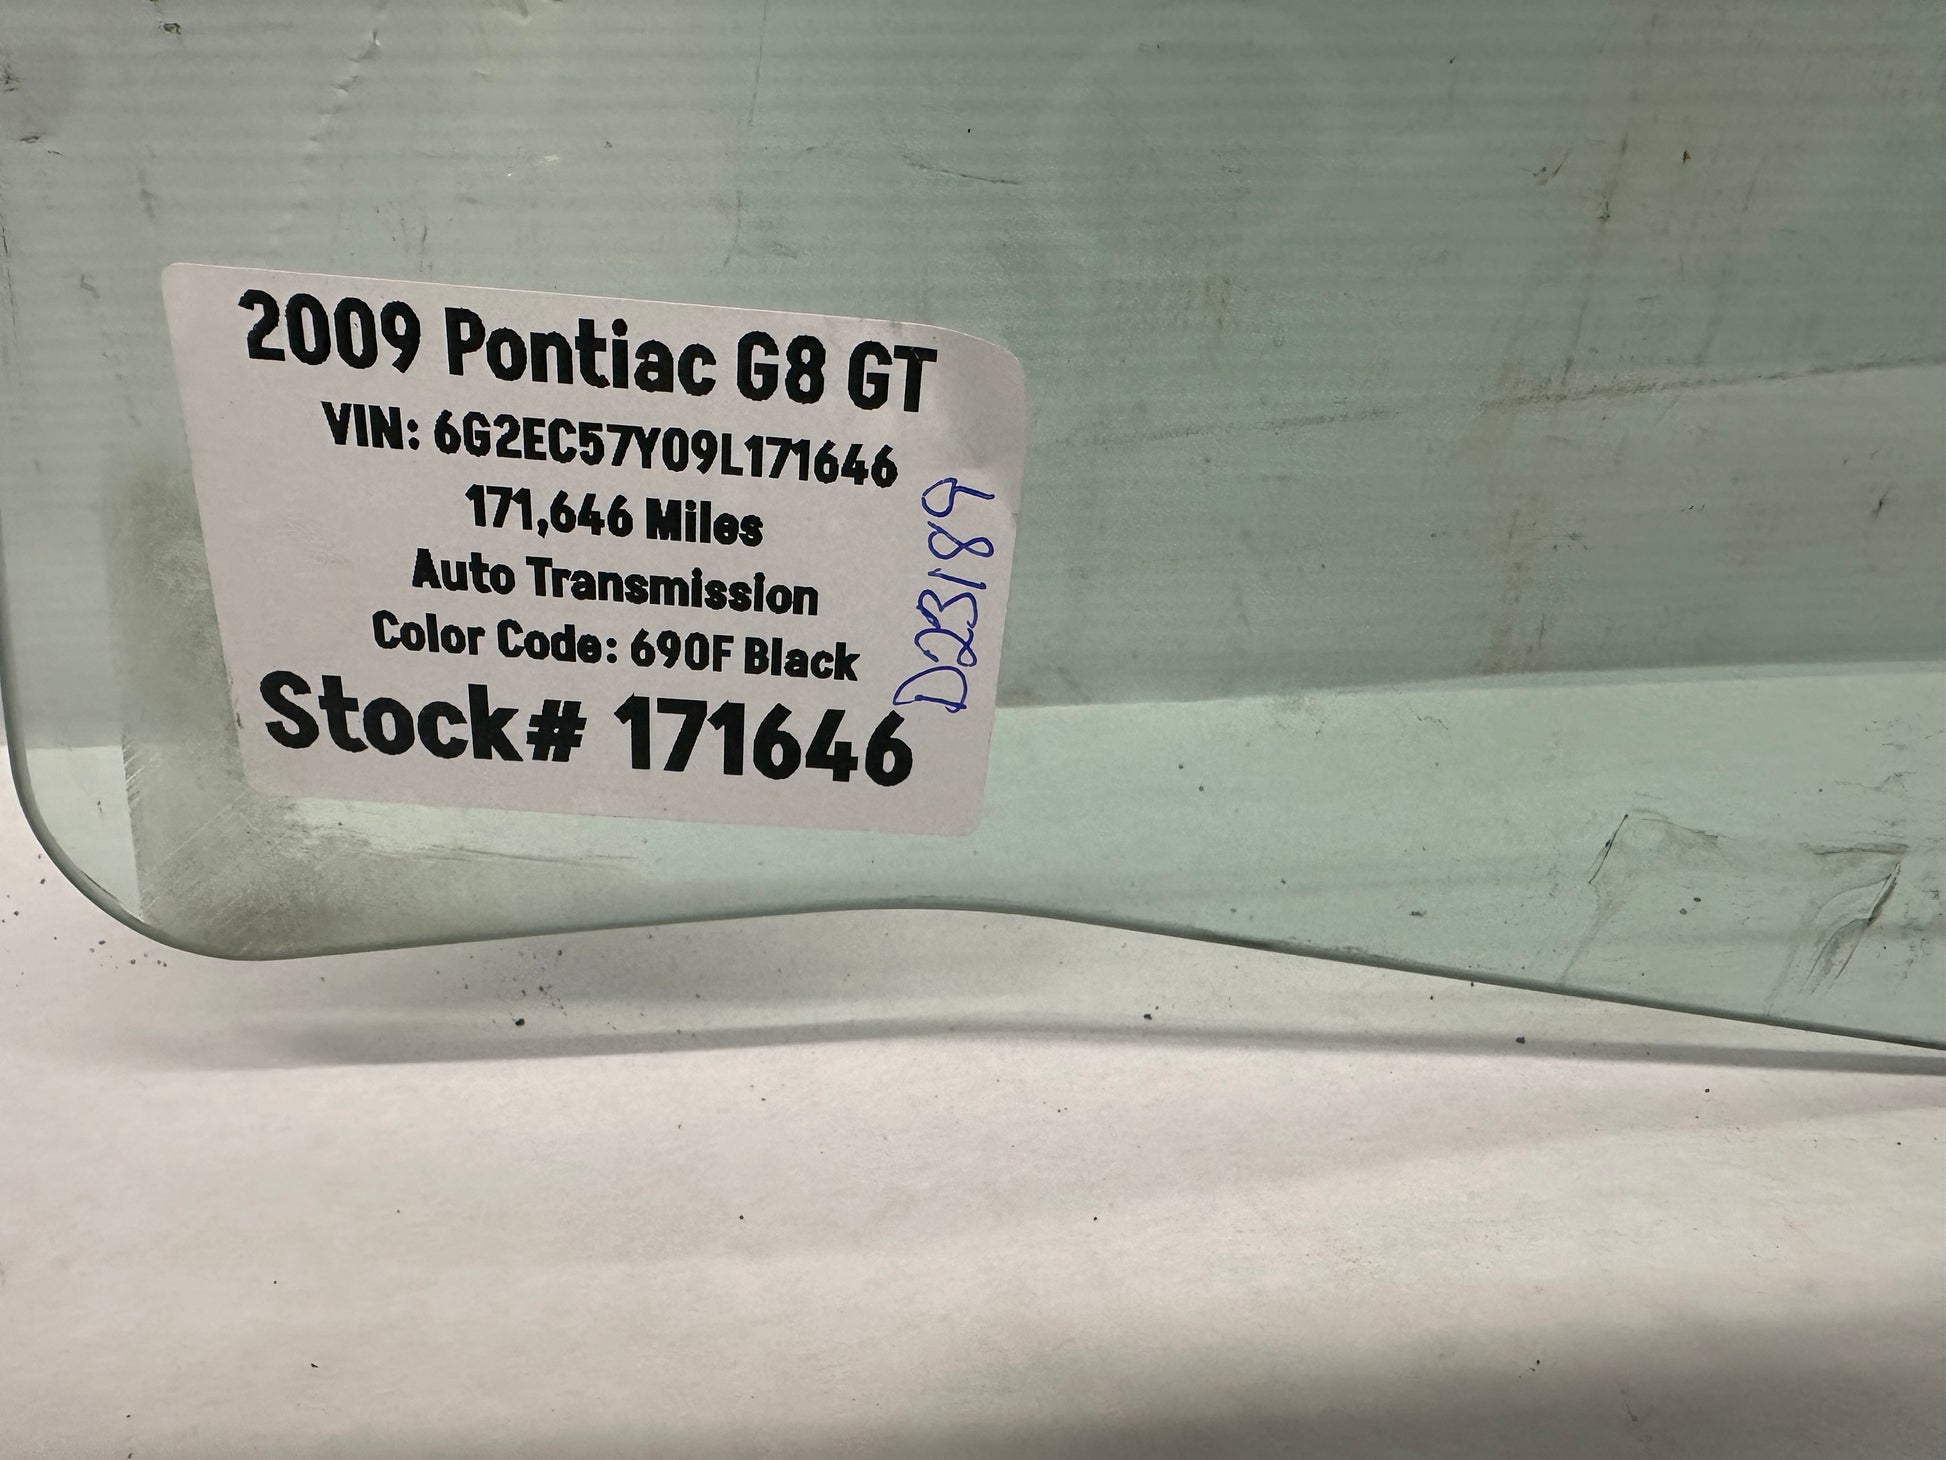 2009 Pontiac G8 GT
VIN: 6G2EC57Y09L171646
171,646 Miles
Auto Transmission
Color Code: 690F Black
Stock# 171646
D23189